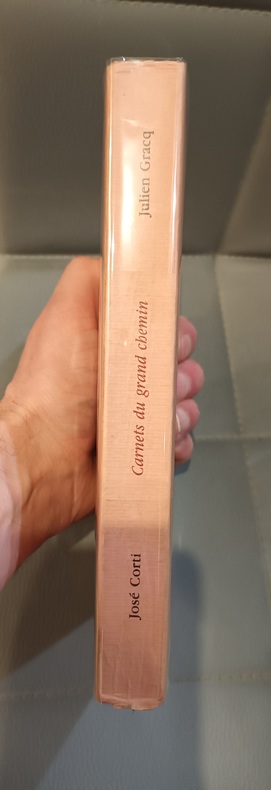 Julien Gracq
Carnets du grand chemin
José Corti